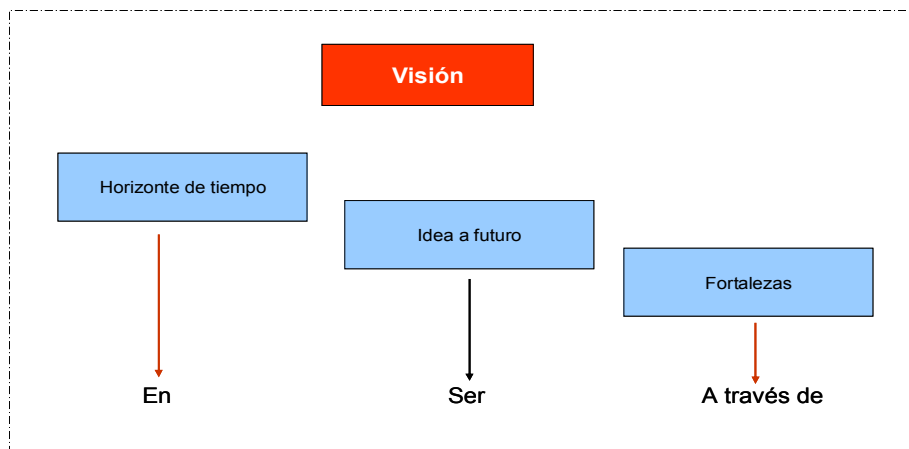 Visión
Horizonte de tiempo
Idea a futuro
Fortalezas
En
Ser
A través de